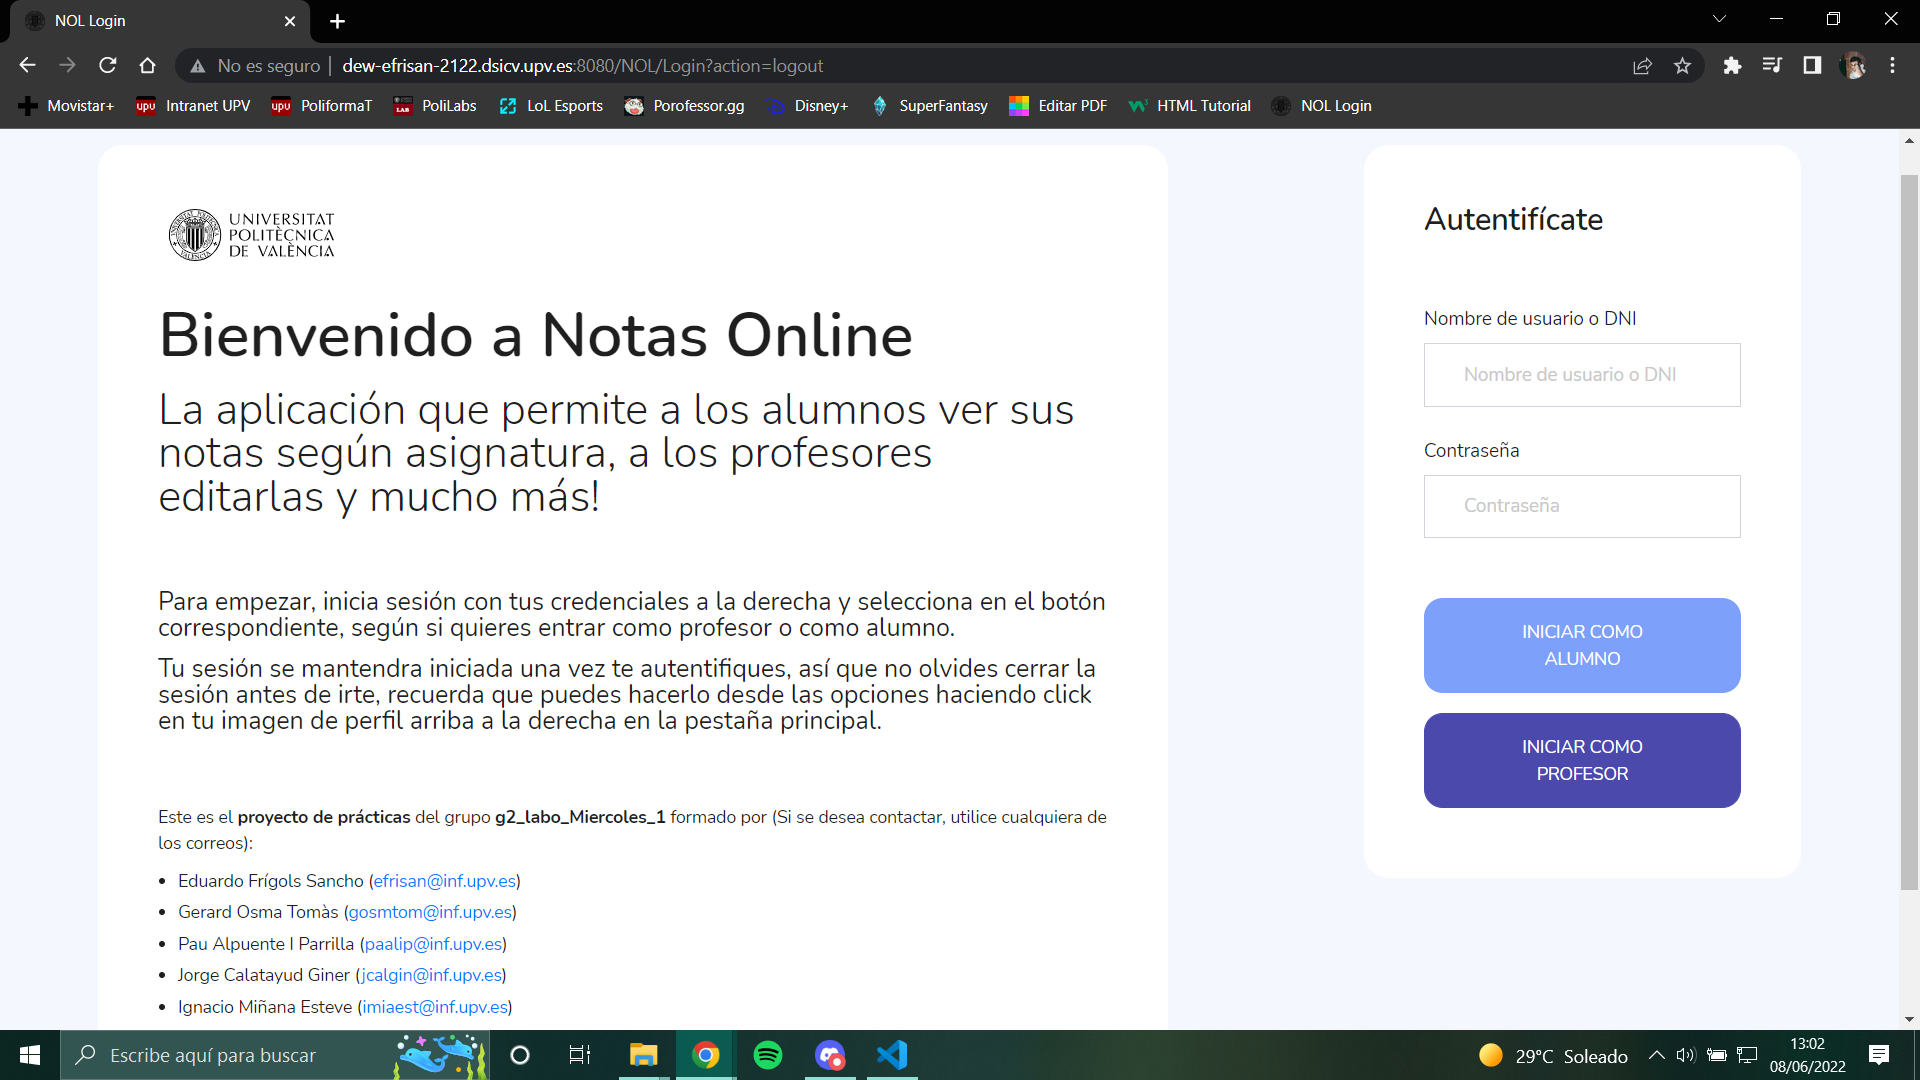 NOL Login
No es seguro
dew-efrisan-2122.dsicv.upv.es:8080/NOL/Login?action=logout
Movistar+
upv Intranet UPV
upv PoliformaT
LAB PoliLabs
LoL Esports
Porofessor.gg
Disney+
SuperFantasy
Editar PDF
HTML Tutorial
NOL Login
UNIVERSITAT
POLITÈCNICA
DE VALÈNCIA
Bienvenido a Notas Online
La aplicación que permite a los alumnos ver sus
notas según asignatura, a los profesores
editarlas y mucho más!
Para empezar, inicia sesión con tus credenciales a la derecha y selecciona en el botón
correspondiente, según si quieres entrar como profesor o como alumno.
Tu sesión se mantendra iniciada una vez te autentifiques, así que no olvides cerrar la
sesión antes de irte, recuerda que puedes hacerlo desde las opciones haciendo click
en tu imagen de perfil arriba a la derecha en la pestaña principal.
Este es el proyecto de prácticas del grupo g2_labo_Miercoles_1 formado por (Si se desea contactar, utilice cualquiera de
los correos):
• Eduardo Frígols Sancho (efrisan@inf.upv.es)
• Gerard Osma Tomàs (gosmtom@inf.upv.es)
• Pau Alpuente I Parrilla (paalip@inf.upv.es)
• Jorge Calatayud Giner (jcalgin@inf.upv.es)
• Ignacio Miñana Esteve (imiaest@inf.upv.es)
Autentifícate
Nombre de usuario o DNI
Nombre de usuario o DNI
Contraseña
Contraseña
INICIAR COMO
ALUMNO
INICIAR COMO
PROFESOR
Escribe aquí para buscar
29°C Soleado
13:02
08/06/2022